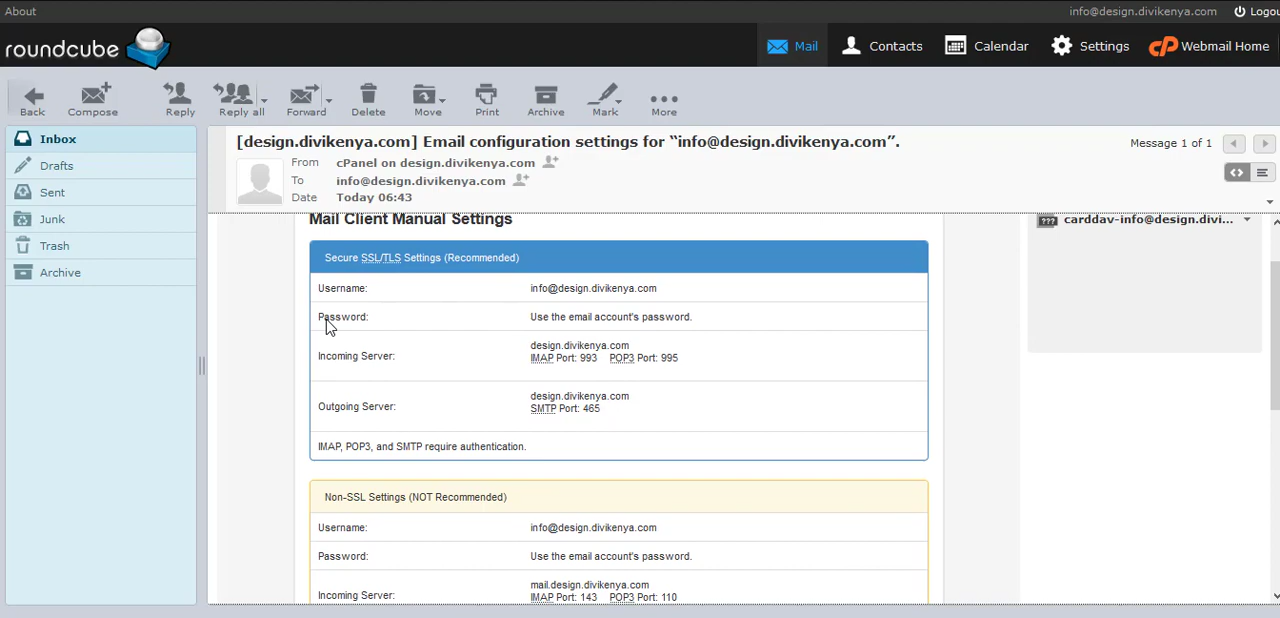 About
info@design.divikenya.com
Logou
roundcube
Mail
Contacts
Calendar
Settings
cP Webmail Home
Back
Compose
Reply
Reply all
Forward
Delete
Move
Print
Archive
Mark
More
Inbox
Drafts
Sent
Junk
Trash
Archive
[design.divikenya.com] Email configuration settings for “info@design.divikenya.com”.
Message 1 of 1
From cPanel on design.divikenya.com
To info@design.divikenya.com
Date Today 06:43
Mail Client Manual Settings
??? carddav-info@design.divi...
Secure SSL/TLS Settings (Recommended)
Username: info@design.divikenya.com
Password: Use the email account's password.
Incoming Server: design.divikenya.com
IMAP Port: 993 POP3 Port: 995
Outgoing Server: design.divikenya.com
SMTP Port: 465
IMAP, POP3, and SMTP require authentication.
Non-SSL Settings (NOT Recommended)
Username: info@design.divikenya.com
Password: Use the email account's password.
Incoming Server: mail.design.divikenya.com
IMAP Port: 143 POP3 Port: 110